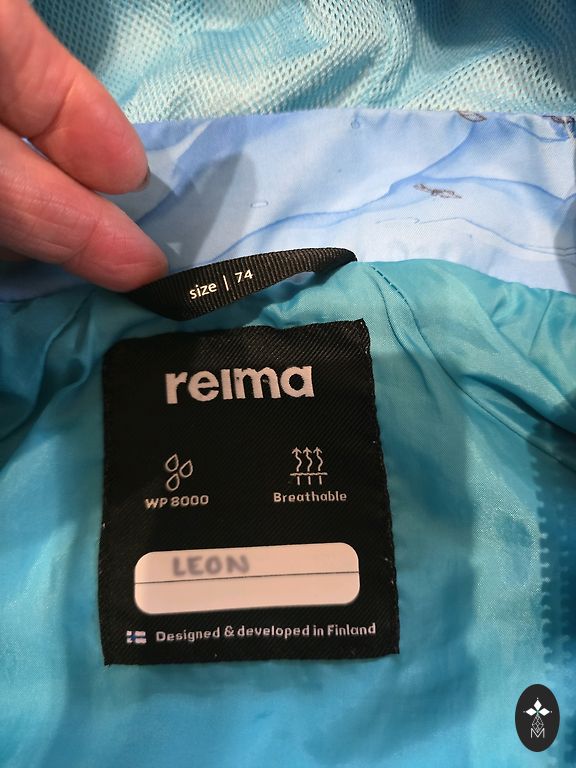 size | 74
reima
WP 8000
Breathable
LEON
Designed & developed in Finland
M